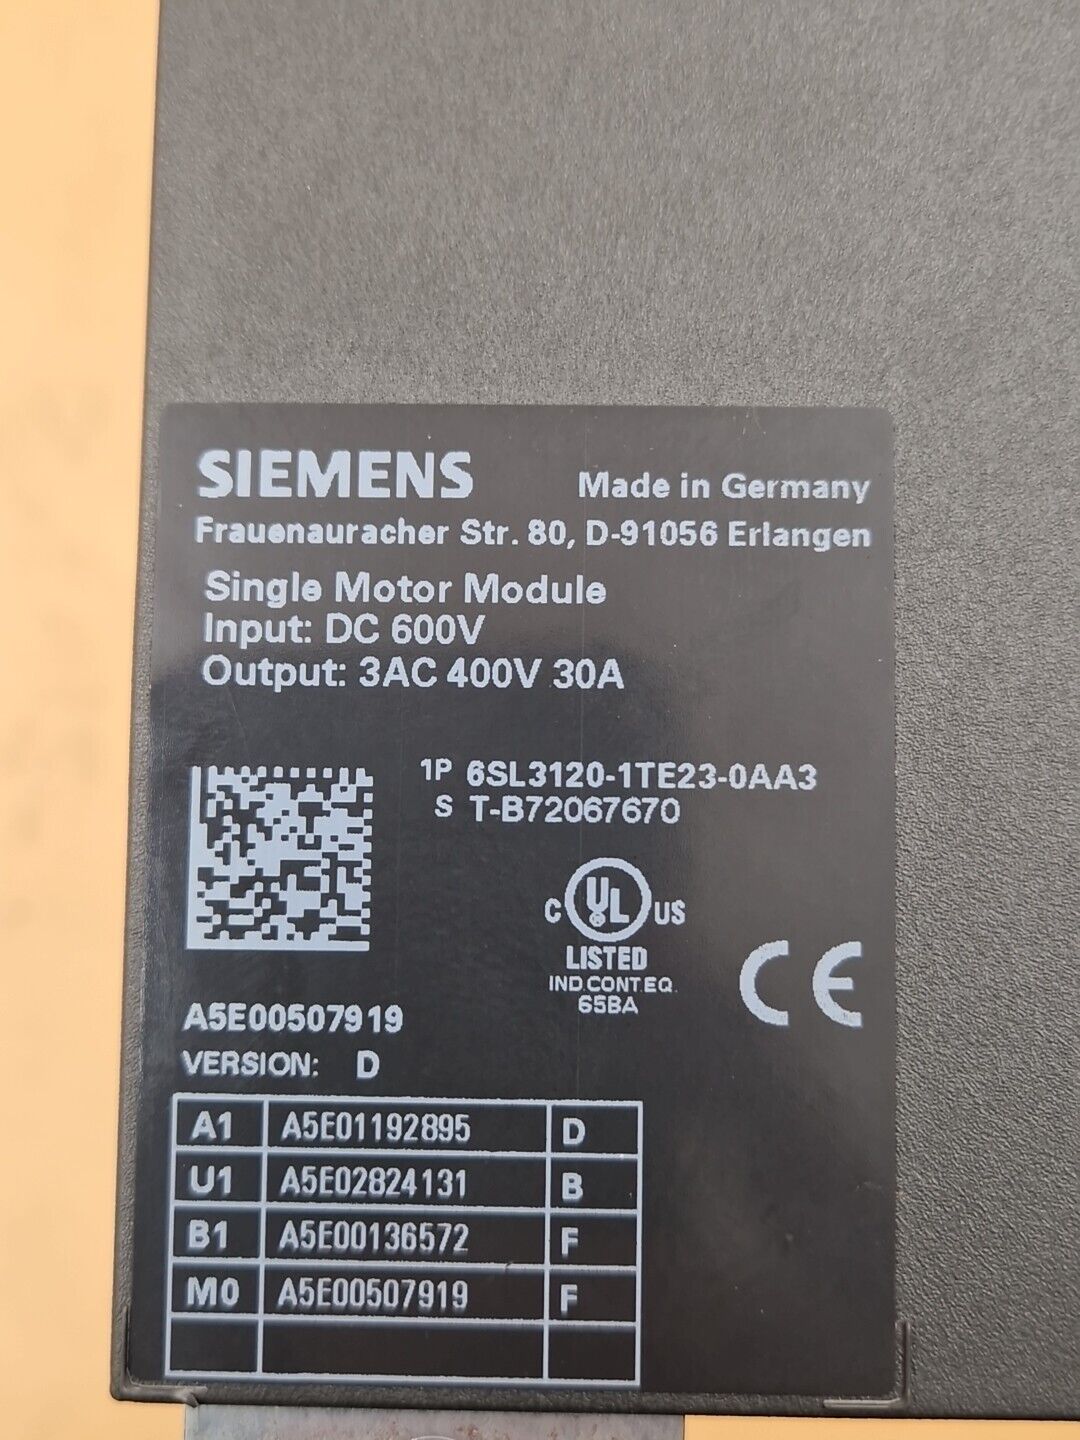 SIEMENS Made in Germany
Frauenauracher Str. 80, D-91056 Erlangen
Single Motor Module
Input: DC 600V
Output: 3AC 400V 30A
1P 6SL3120-1TE23-0AA3
S T-B72067670
C UL US
LISTED
IND.CONT.EQ.
65BA
CE
A5E00507919
VERSION: D
A1 A5E01192895 D
U1 A5E02824131 B
B1 A5E00136572 F
M0 A5E00507919 F